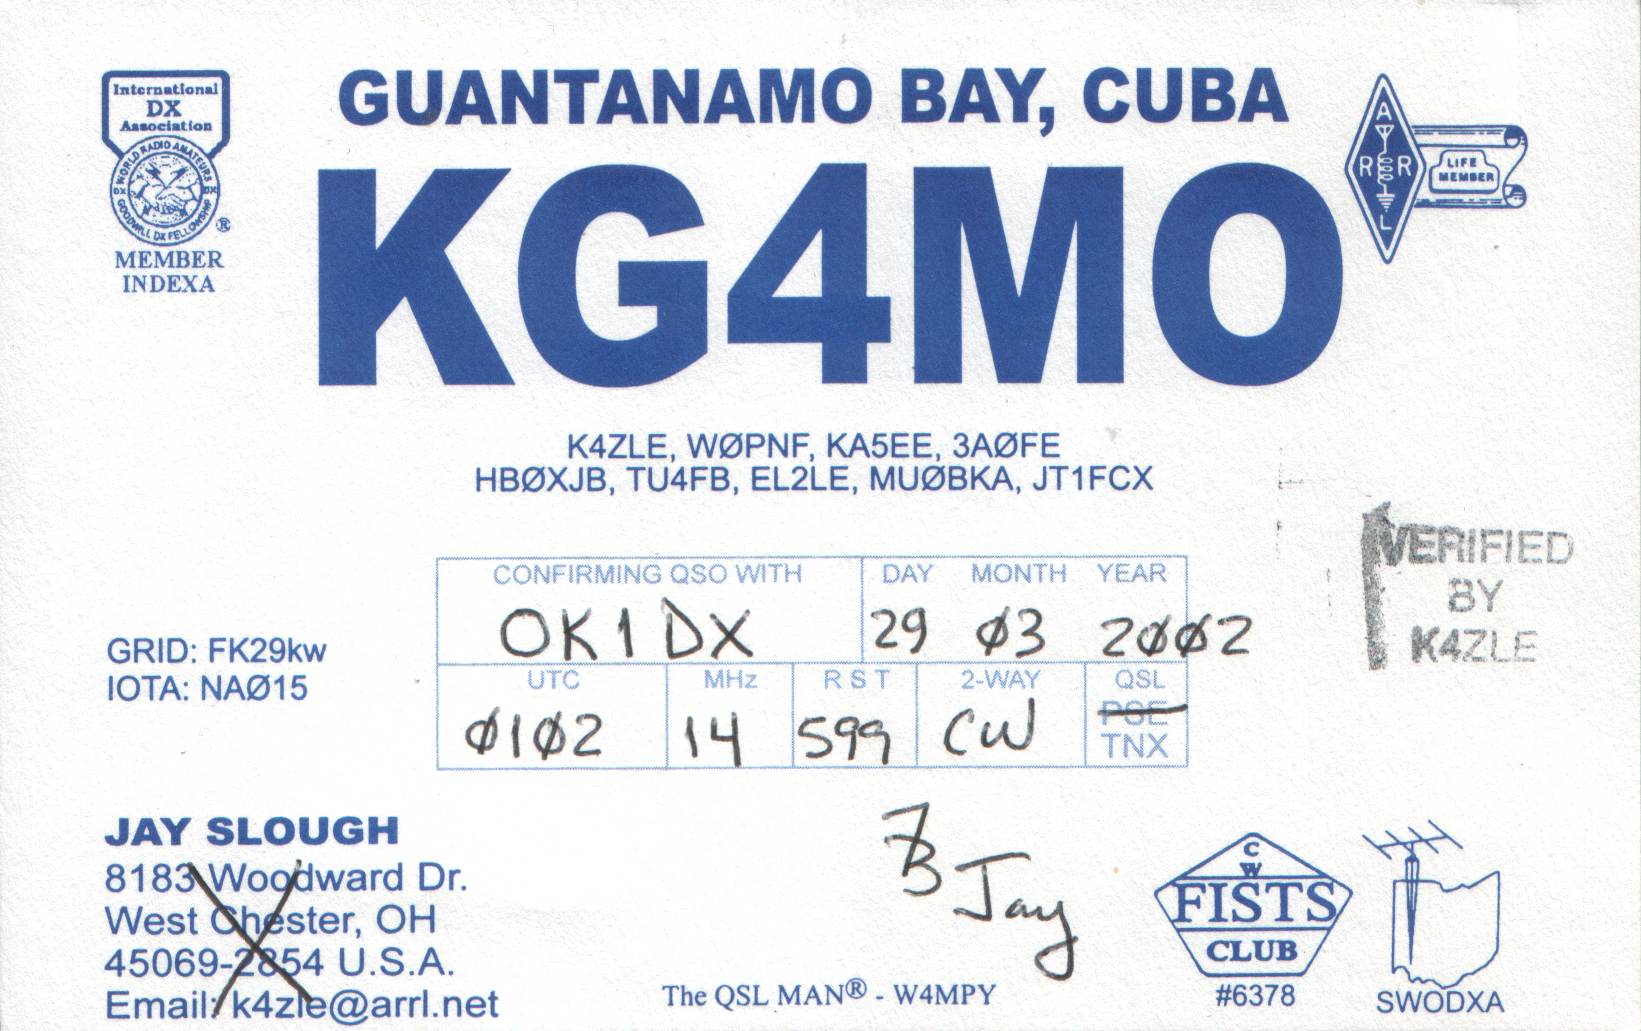 GUANTANAMO BAY, CUBA
International
DX
Association
WORLD RADIO AMATEURS
DX DX
GOODWILL DX FELLOWSHIP
®
MEMBER
INDEXA
KG4MO
A
R R
L
LIFE
MEMBER
K4ZLE, WØPNF, KA5EE, 3AØFE
HBØXJB, TU4FB, EL2LE, MUØBKA, JT1FCX
VERIFIED
BY
K4ZLE
GRID: FK29kw
IOTA: NAØ15
CONFIRMING QSO WITH DAY MONTH YEAR
OK1DX 29 Ø3 2ØØ2
UTC MHz R S T 2-WAY QSL
Ø1Ø2 14 599 CW PSE
TNX
JAY SLOUGH
8183 Woodward Dr.
West Chester, OH
45069-2854 U.S.A.
Email: k4zle@arrl.net
73 Jay
The QSL MAN® - W4MPY
C
W
FISTS
CLUB
#6378
SWODXA